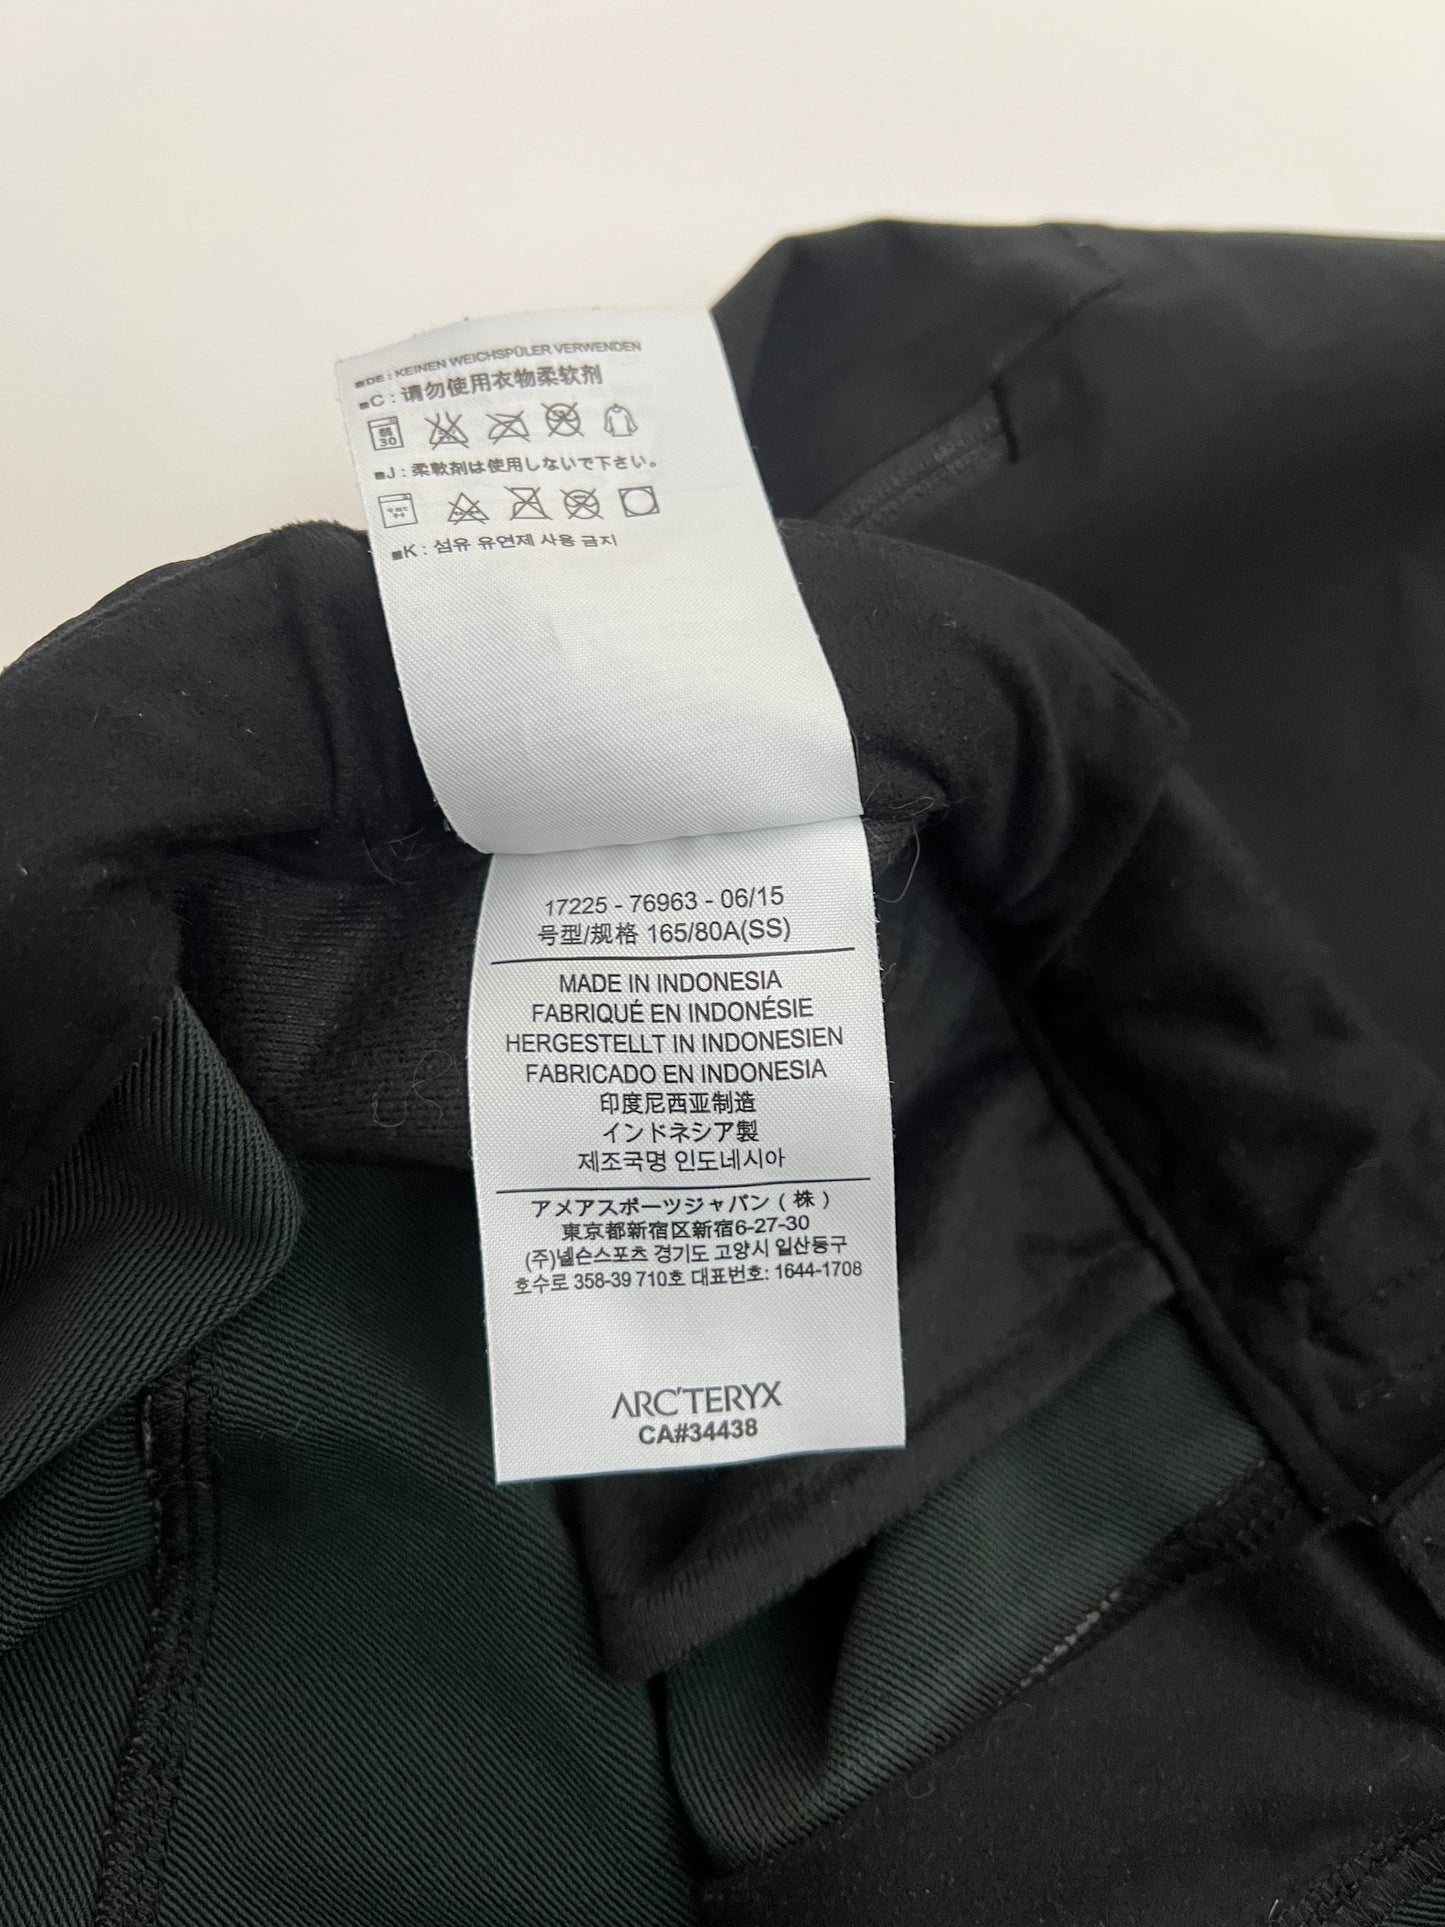 ■DE : KEINEN WEICHSPÜLER VERWENDEN
■C : 请勿使用衣物柔软剂
30
■J : 柔軟剤は使用しないで下さい。
■K : 섬유 유연제 사용 금지
17225 - 76963 - 06/15
号型/规格 165/80A(SS)
MADE IN INDONESIA
FABRIQUÉ EN INDONÉSIE
HERGESTELLT IN INDONESIEN
FABRICADO EN INDONESIA
印度尼西亚制造
インドネシア製
제조국명 인도네시아
アメアスポーツジャパン ( 株 )
東京都新宿区新宿6-27-30
(주)넬슨스포츠 경기도 고양시 일산동구
호수로 358-39 710호 대표번호: 1644-1708
ARC'TERYX
CA#34438